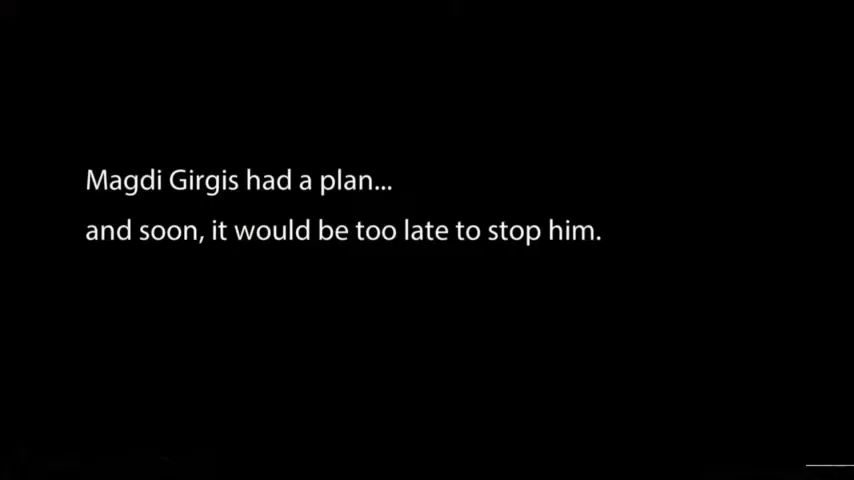 Magdi Girgis had a plan...
and soon, it would be too late to stop him.